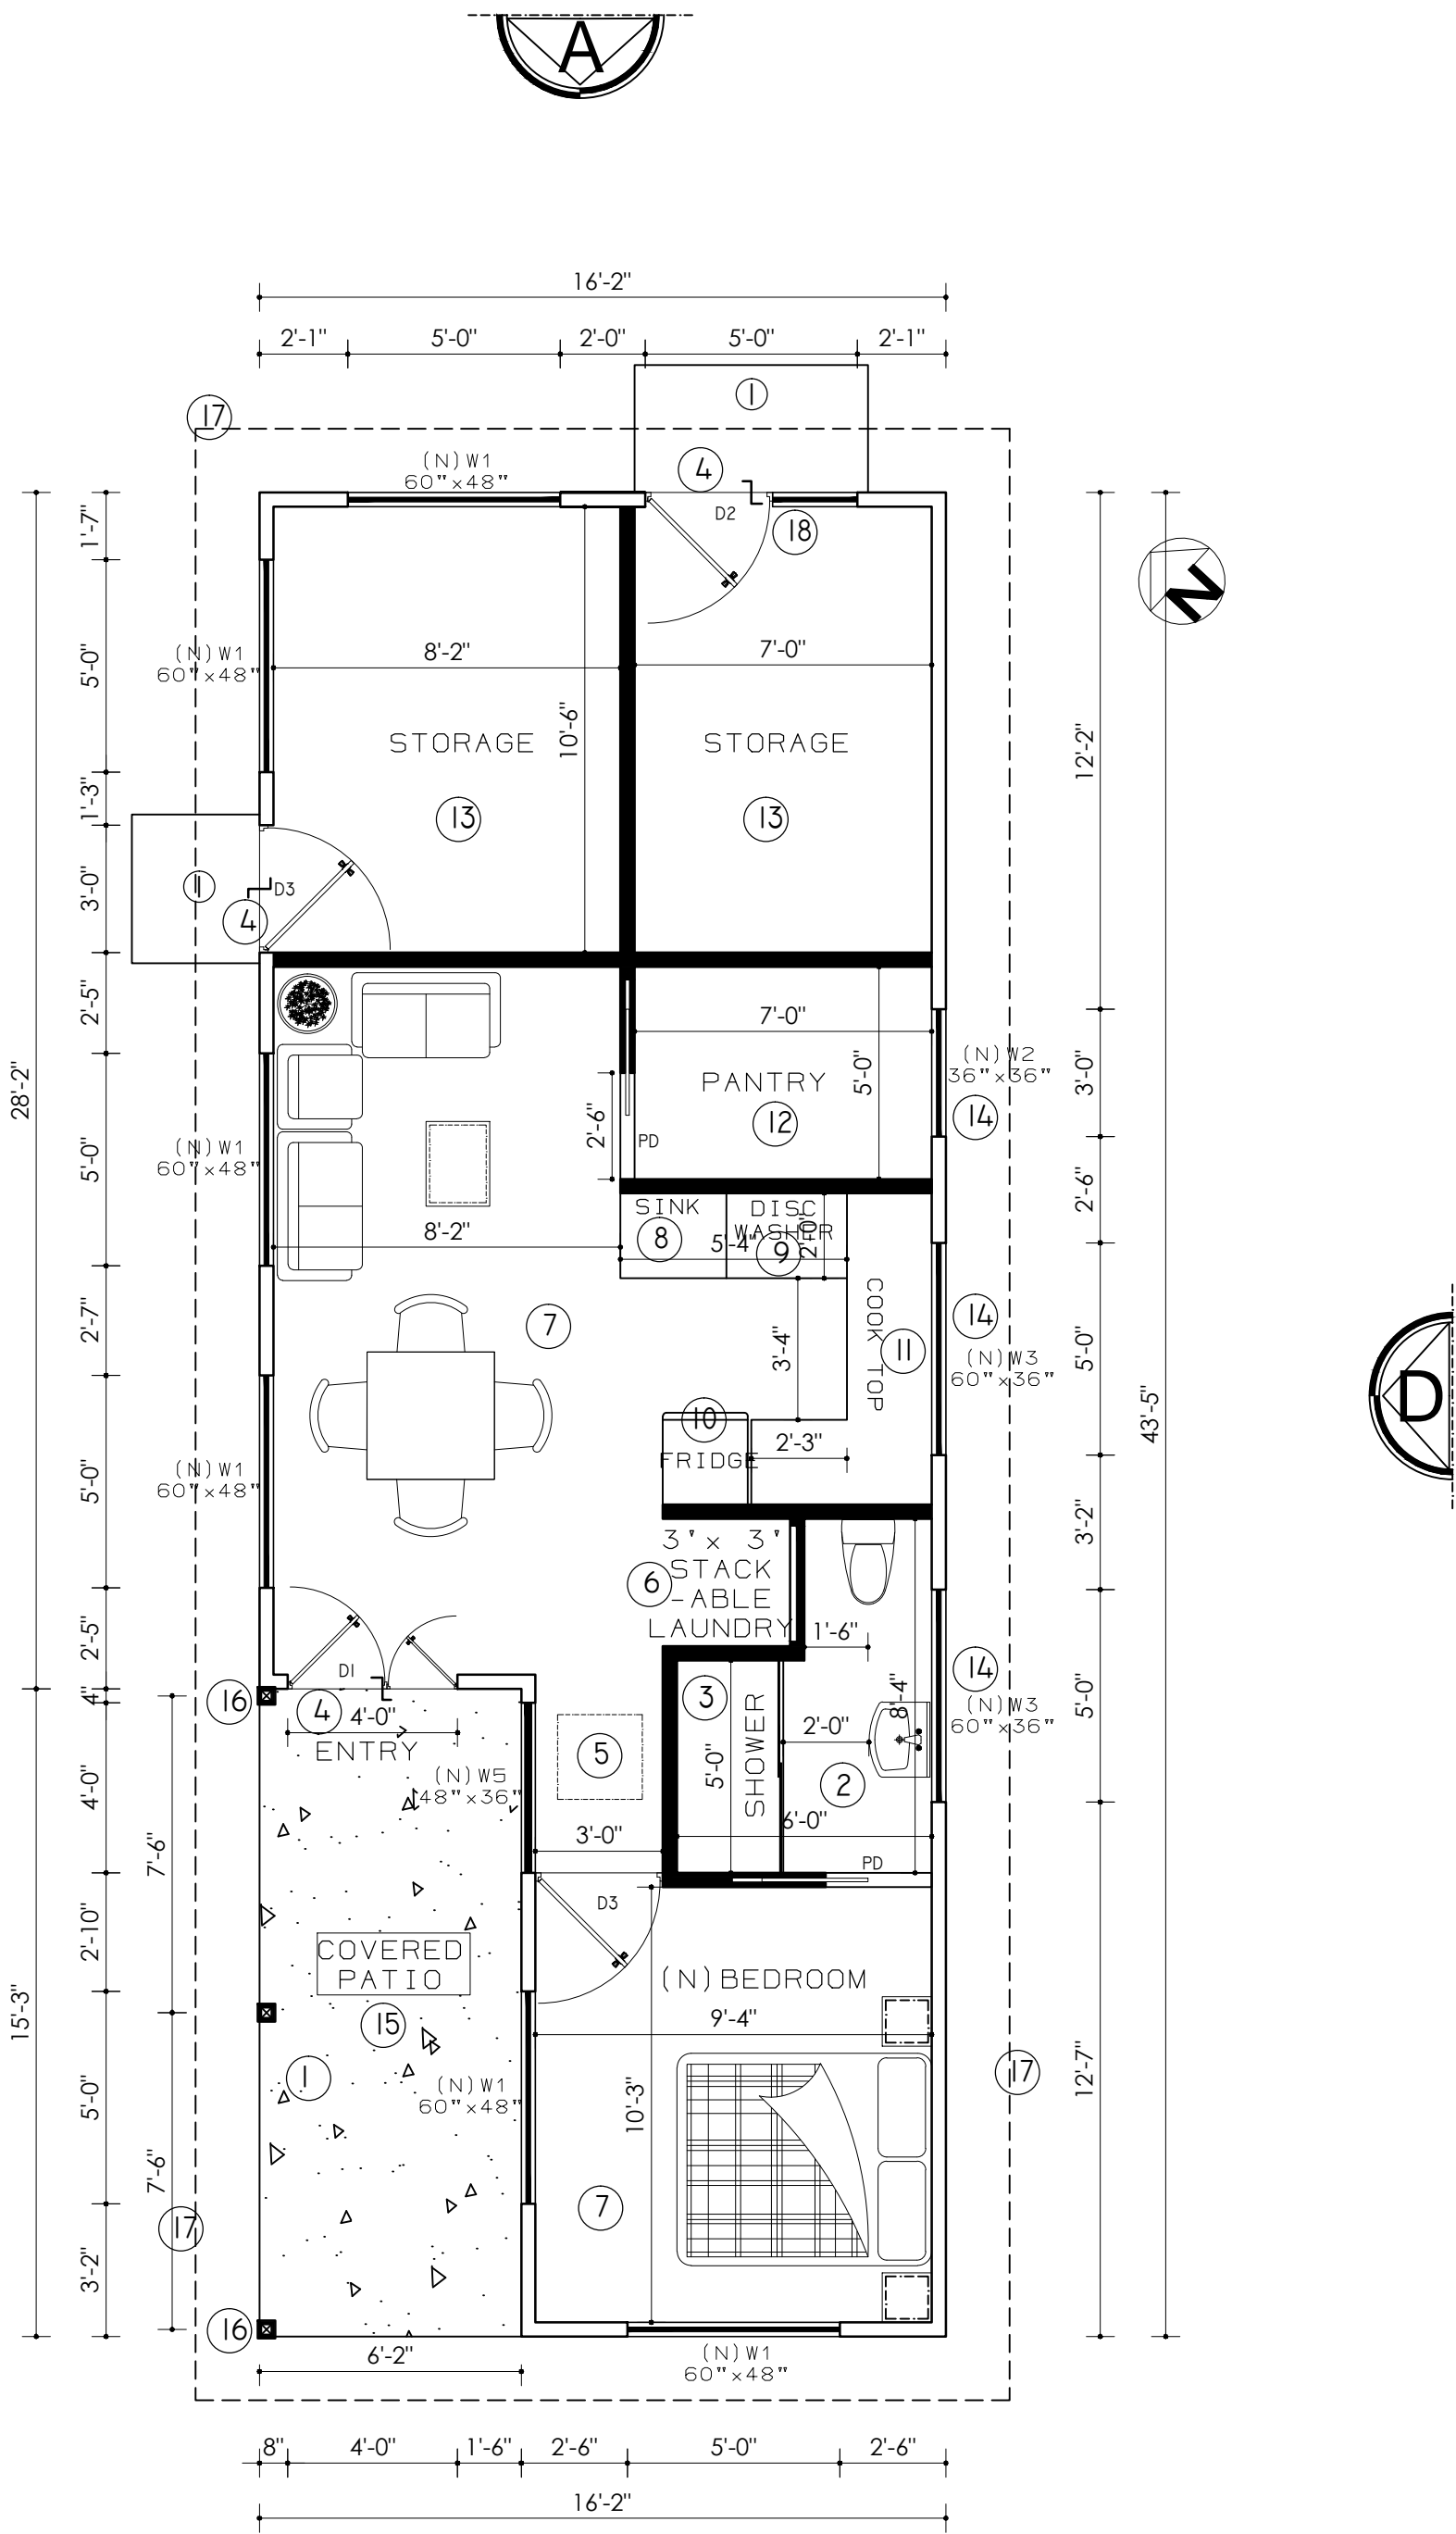 A
16'-2"
2'-1" 5'-0" 2'-0" 5'-0" 2'-1"
1
17
(N)W1
60"x48"
4
D2
18
1'-7"
N
(N)W1
60"x48"
5'-0"
8'-2"
7'-0"
10'-6"
STORAGE
STORAGE
12'-2"
1'-3"
13
13
1
D3
4
3'-0"
2'-5"
7'-0"
(N)W2
36"x36"
3'-0"
28'-2"
PANTRY
5'-0"
12
14
2'-6"
PD
(N)W1
60"x48"
5'-0"
2'-6"
SINK
DISC
WASHER
8
9
5'-4"
2'-0"
8'-2"
2'-7"
7
COOK TOP
11
3'-4"
14
(N)W3
60"x36"
5'-0"
D
43'-5"
10
FRIDGE
2'-3"
(N)W1
60"x48"
5'-0"
3'-2"
3'x 3'
STACK
-ABLE
LAUNDRY
6
1'-6"
2'-5"
D1
16
4"
4
4'-0"
ENTRY
3
SHOWER
5'-0"
2'-0"
8'-4"
14
(N)W3
60"x36"
5'-0"
5
(N)W5
48"x36"
2
4'-0"
7'-6"
3'-0"
6'-0"
PD
D3
2'-10"
COVERED
PATIO
(N)BEDROOM
9'-4"
15
15'-3"
1
17
(N)W1
60"x48"
10'-3"
12'-7"
5'-0"
7'-6"
7
17
3'-2"
16
6'-2"
(N)W1
60"x48"
8" 4'-0" 1'-6" 2'-6" 5'-0" 2'-6"
16'-2"